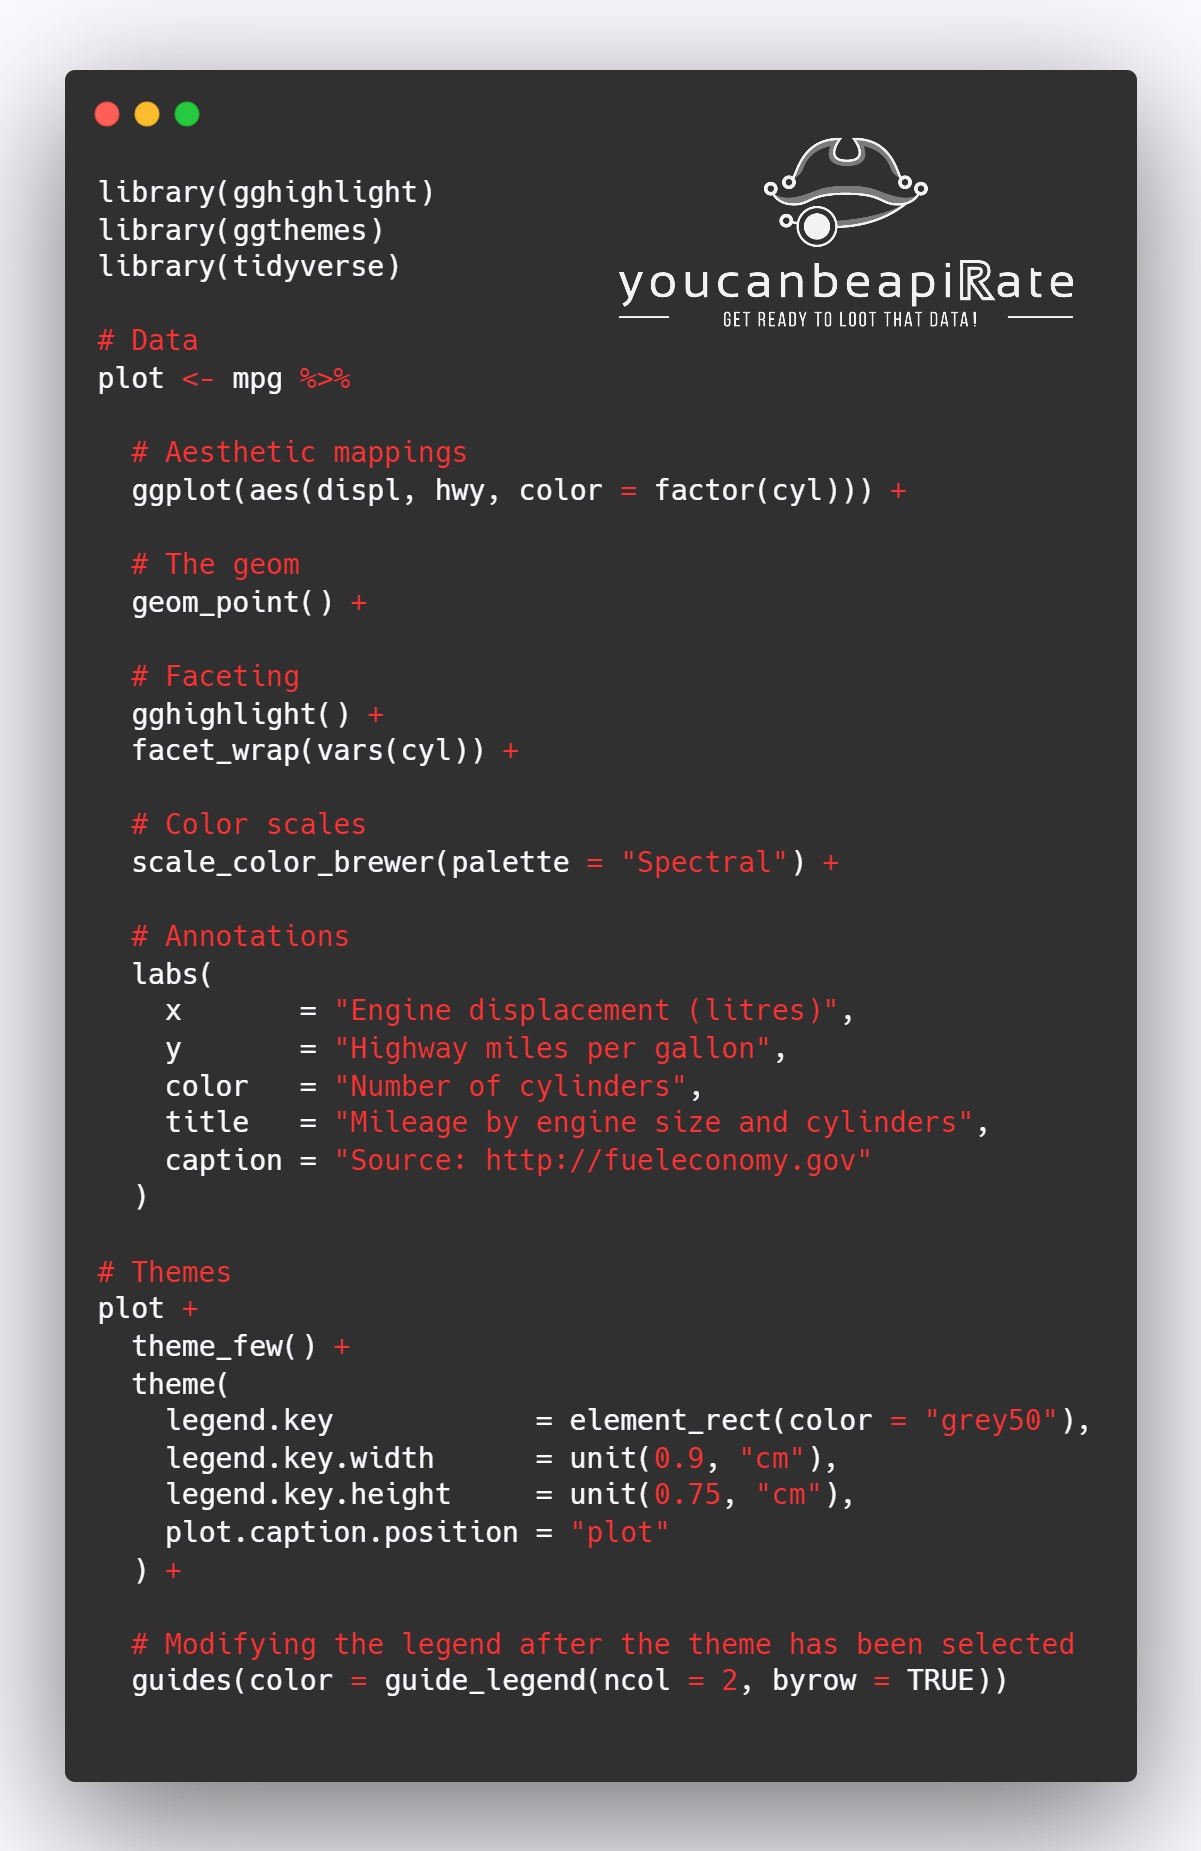 library(gghighlight)
library(ggthemes)
library(tidyverse)
youcanbeapiRate
GET READY TO LOOT THAT DATA!
# Data
plot <- mpg %>%
  # Aesthetic mappings
  ggplot(aes(displ, hwy, color = factor(cyl))) +
  # The geom
  geom_point() +
  # Faceting
  gghighlight() +
  facet_wrap(vars(cyl)) +
  # Color scales
  scale_color_brewer(palette = "Spectral") +
  # Annotations
  labs(
    x       = "Engine displacement (litres)",
    y       = "Highway miles per gallon",
    color   = "Number of cylinders",
    title   = "Mileage by engine size and cylinders",
    caption = "Source: http://fueleconomy.gov"
  )
# Themes
plot +
  theme_few() +
  theme(
    legend.key            = element_rect(color = "grey50"),
    legend.key.width      = unit(0.9, "cm"),
    legend.key.height     = unit(0.75, "cm"),
    plot.caption.position = "plot"
  ) +
  # Modifying the legend after the theme has been selected
  guides(color = guide_legend(ncol = 2, byrow = TRUE))